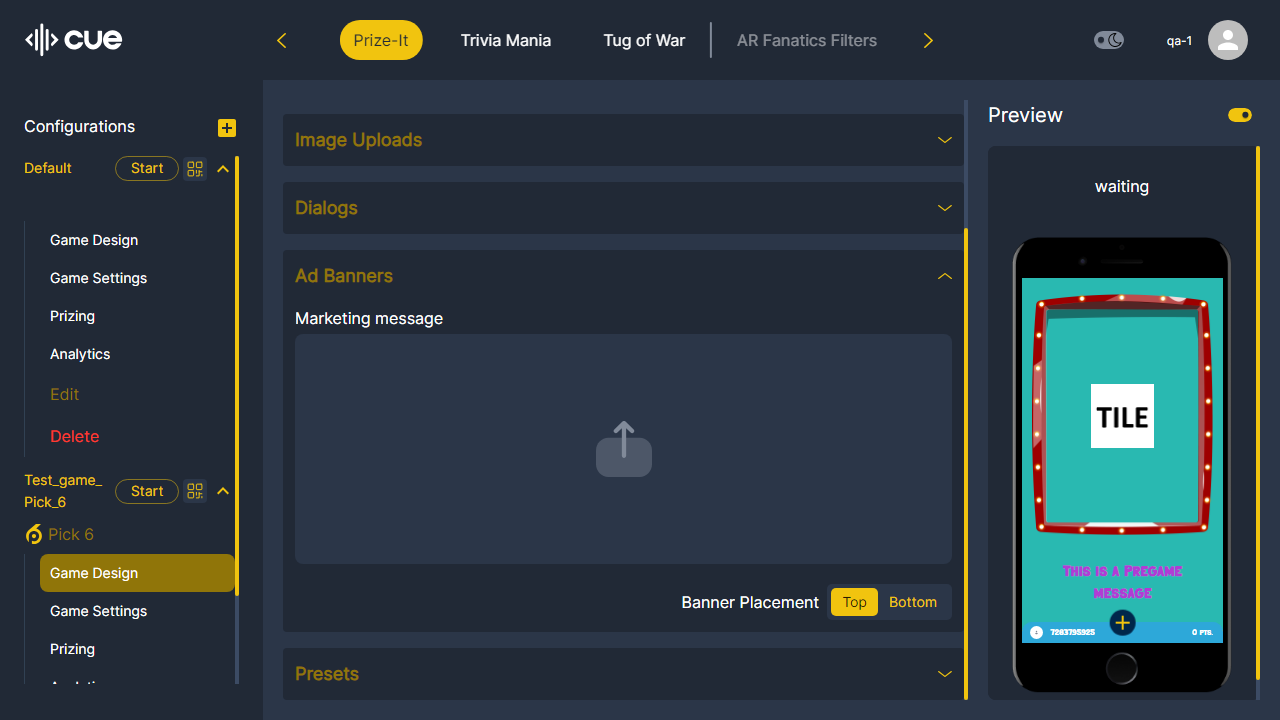 cue
Prize-It
Trivia Mania
Tug of War
AR Fanatics Filters
qa-1
Configurations
Default
Start
Game Design
Game Settings
Prizing
Analytics
Edit
Delete
Test_game_
Pick_6
Start
Pick 6
Game Design
Game Settings
Prizing
Image Uploads
Dialogs
Ad Banners
Marketing message
Banner Placement
Top
Bottom
Presets
Preview
waiting
TILE
THIS IS A PREGAME
MESSAGE
7203795925
0 PTS.